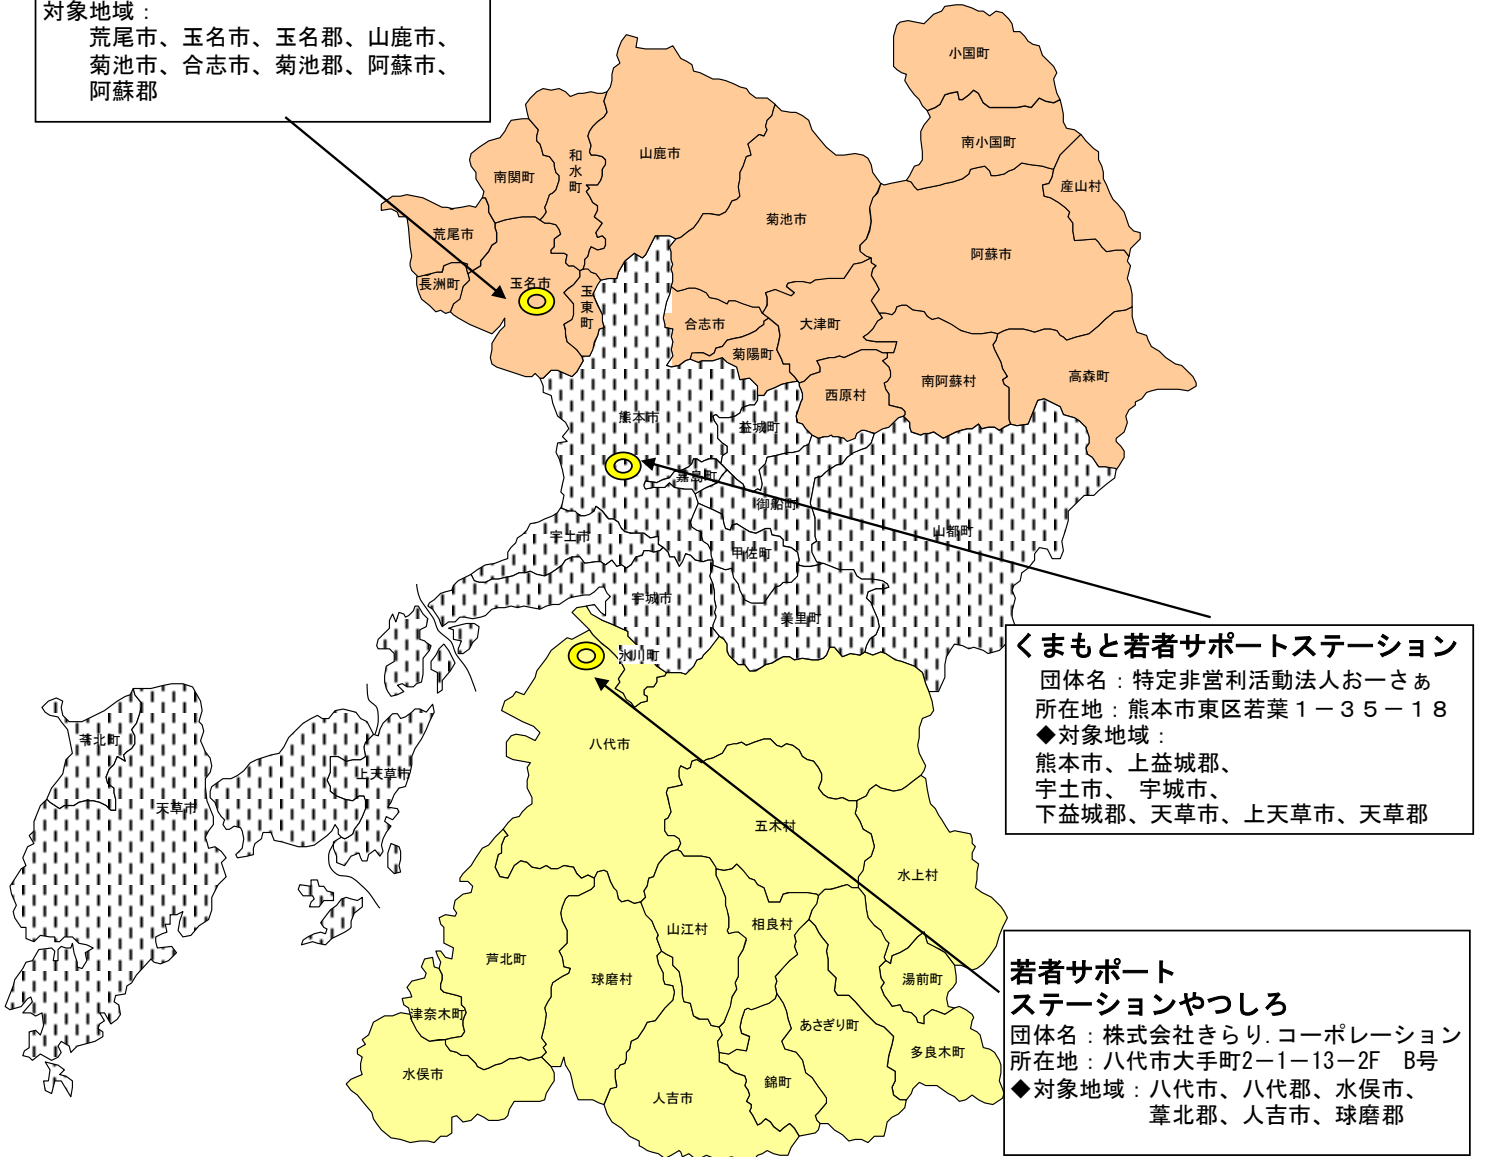 対象地域：
荒尾市、玉名市、玉名郡、山鹿市、
菊池市、合志市、菊池郡、阿蘇市、
阿蘇郡
小国町
南小国町
産山村
山鹿市
和水町
南関町
菊池市
荒尾市
阿蘇市
長洲町
玉名市
玉東町
合志市
大津町
菊陽町
西原村
南阿蘇村
高森町
熊本市
益城町
嘉島町
御船町
山都町
宇土市
甲佐町
宇城市
美里町
氷川町
くまもと若者サポートステーション
団体名：特定非営利活動法人おーさぁ
所在地：熊本市東区若葉１－３５－１８
◆対象地域：
熊本市、上益城郡、
宇土市、 宇城市、
下益城郡、天草市、上天草市、天草郡
苓北町
八代市
上天草市
天草市
五木村
水上村
山江村
相良村
芦北町
球磨村
湯前町
津奈木町
あさぎり町
多良木町
水俣市
錦町
人吉市
若者サポート
ステーションやつしろ
団体名：株式会社きらり.コーポレーション
所在地：八代市大手町2－1－13－2F　B号
◆対象地域：八代市、八代郡、水俣市、
葦北郡、人吉市、球磨郡